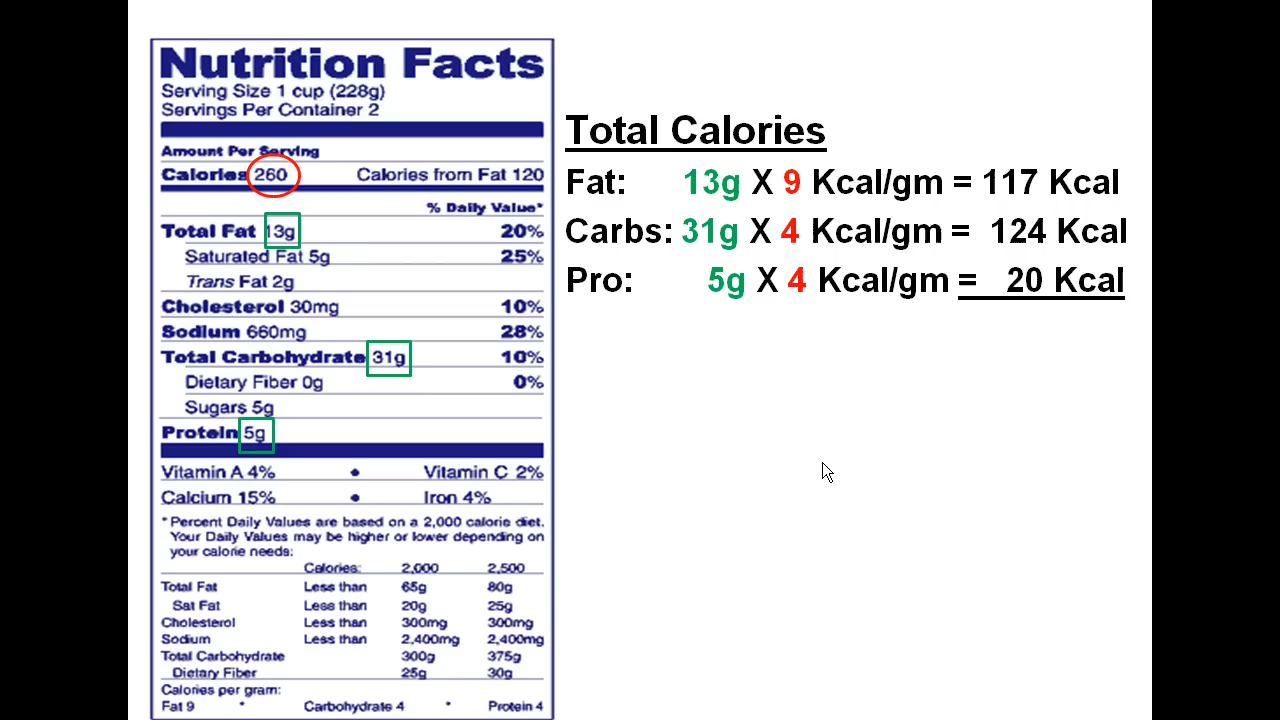 Nutrition Facts
Serving Size 1 cup (228g)
Servings Per Container 2
Amount Per Serving
Calories 260 Calories from Fat 120
% Daily Value*
Total Fat 13g 20%
Saturated Fat 5g 25%
Trans Fat 2g
Cholesterol 30mg 10%
Sodium 660mg 28%
Total Carbohydrate 31g 10%
Dietary Fiber 0g 0%
Sugars 5g
Protein 5g
Vitamin A 4% • Vitamin C 2%
Calcium 15% • Iron 4%
* Percent Daily Values are based on a 2,000 calorie diet.
Your Daily Values may be higher or lower depending on
your calorie needs:
Calories: 2,000 2,500
Total Fat Less than 65g 80g
Sat Fat Less than 20g 25g
Cholesterol Less than 300mg 300mg
Sodium Less than 2,400mg 2,400mg
Total Carbohydrate 300g 375g
Dietary Fiber 25g 30g
Calories per gram:
Fat 9 * Carbohydrate 4 * Protein 4
Total Calories
Fat: 13g X 9 Kcal/gm = 117 Kcal
Carbs: 31g X 4 Kcal/gm = 124 Kcal
Pro: 5g X 4 Kcal/gm = 20 Kcal